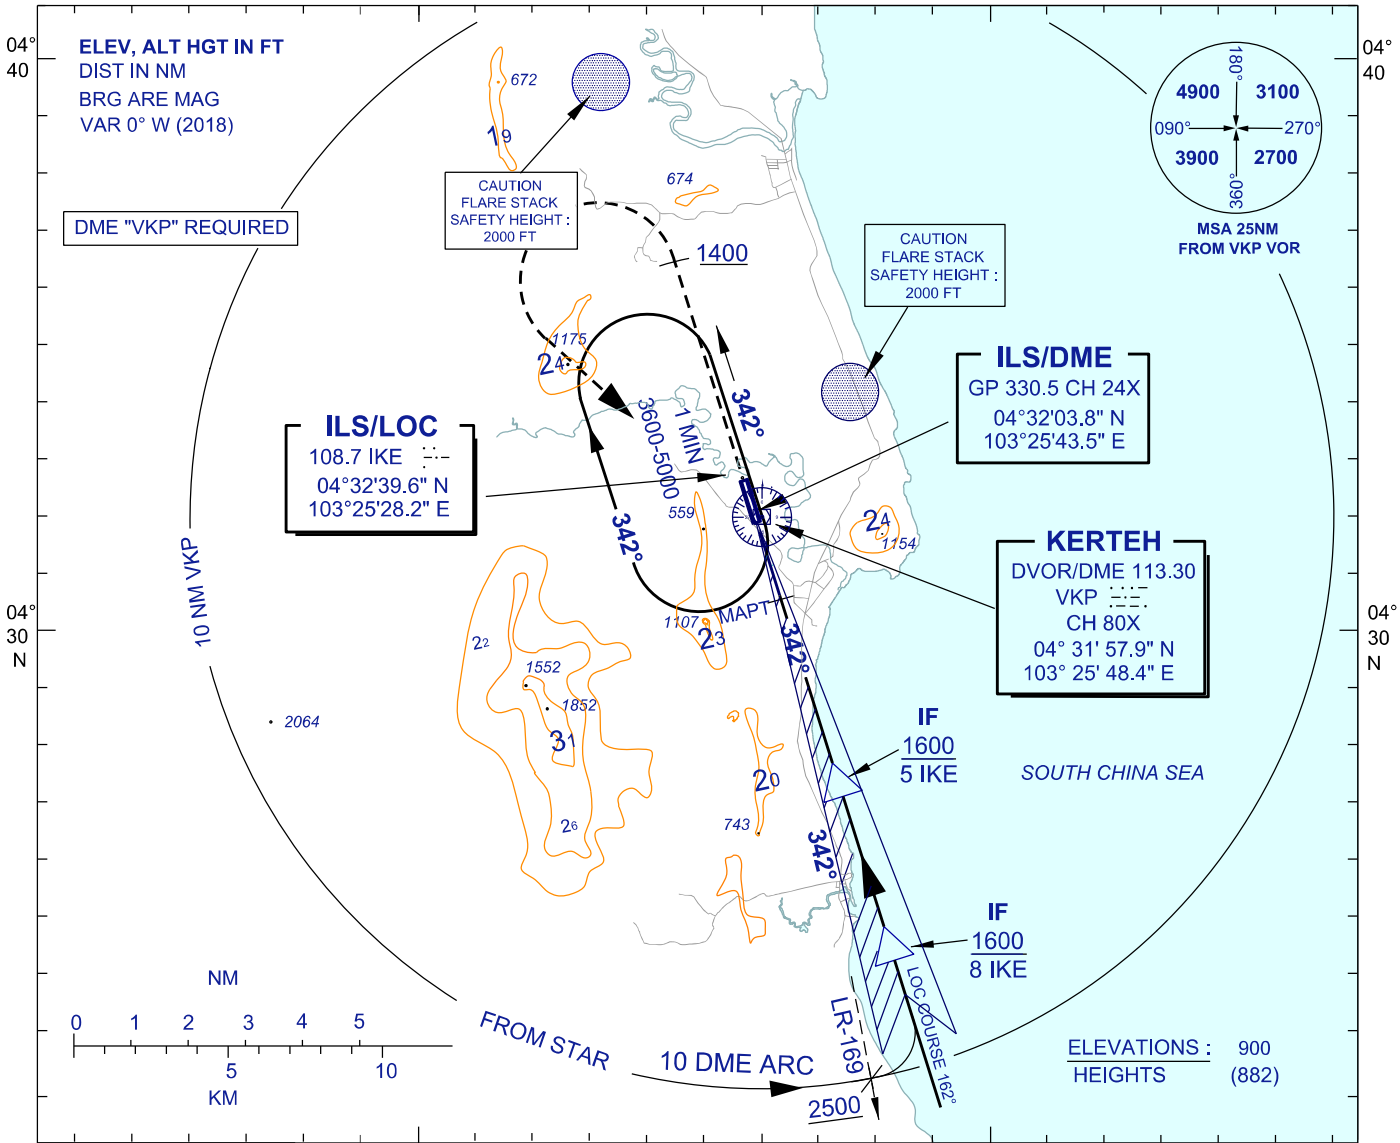 ELEV, ALT HGT IN FT
DIST IN NM
BRG ARE MAG
VAR 0° W (2018)
04°
40
04°
40
DME "VKP" REQUIRED
672
19
CAUTION
FLARE STACK
SAFETY HEIGHT :
2000 FT
674
1400
180°
4900
3100
090°
270°
3900
2700
360°
MSA 25NM
FROM VKP VOR
CAUTION
FLARE STACK
SAFETY HEIGHT :
2000 FT
1175
24
ILS/DME
GP 330.5 CH 24X
04°32'03.8" N
103°25'43.5" E
342°
1 MIN
3600-5000
ILS/LOC
108.7 IKE
04°32'39.6" N
103°25'28.2" E
559
342°
24
1154
KERTEH
DVOR/DME 113.30
VKP
CH 80X
04° 31' 57.9" N
103° 25' 48.4" E
10 NM VKP
04°
30
N
04°
30
N
MAPT
1107
23
342°
22
1552
1852
31
2064
26
20
743
342°
IF
1600
5 IKE
SOUTH CHINA SEA
IF
1600
8 IKE
LOC COURSE 162°
LR-169
FROM STAR
10 DME ARC
2500
NM
0 1 2 3 4 5
5 10
KM
ELEVATIONS : 900
HEIGHTS (882)